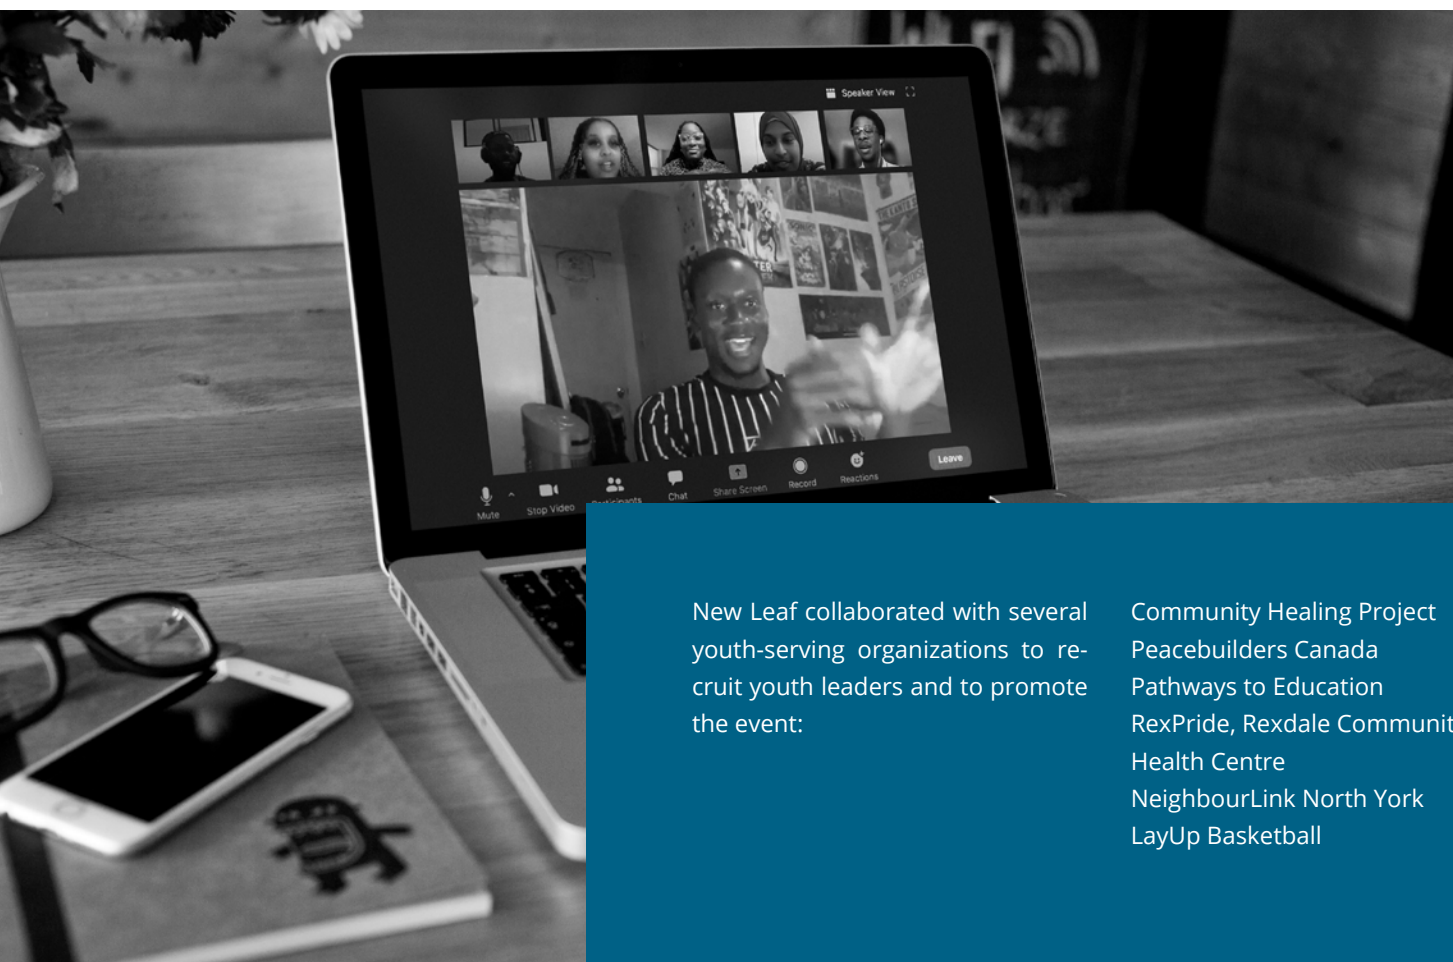 Speaker View
TER
Mute
Stop Video
Participants
Chat
Share Screen
Record
Reactions
Leave
New Leaf collaborated with several
youth-serving organizations to re-
cruit youth leaders and to promote
the event:
Community Healing Project
Peacebuilders Canada
Pathways to Education
RexPride, Rexdale Communit
Health Centre
NeighbourLink North York
LayUp Basketball